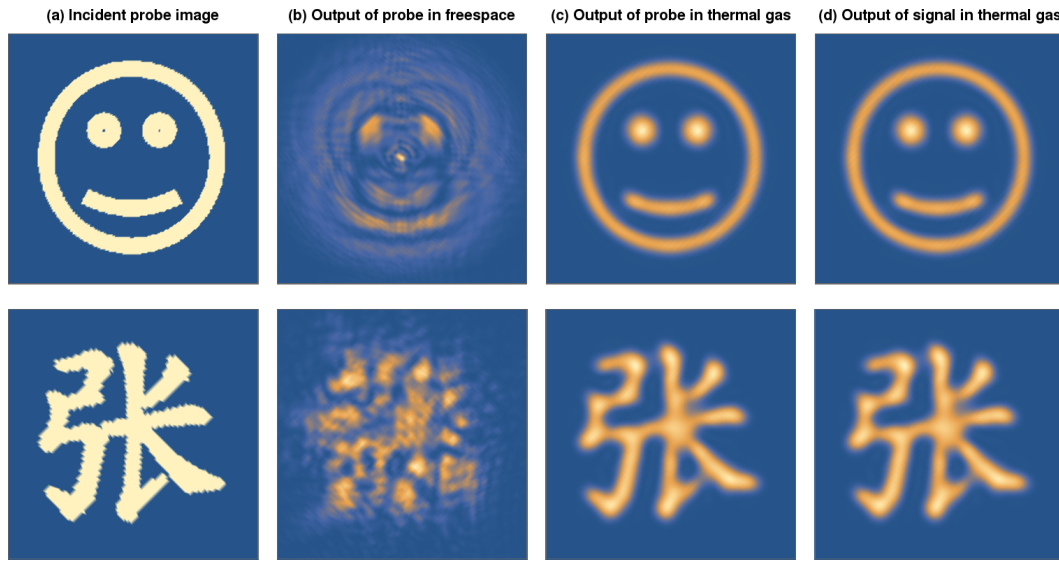 (a) Incident probe image
(b) Output of probe in freespace
(c) Output of probe in thermal gas
(d) Output of signal in thermal gas
张
张
张